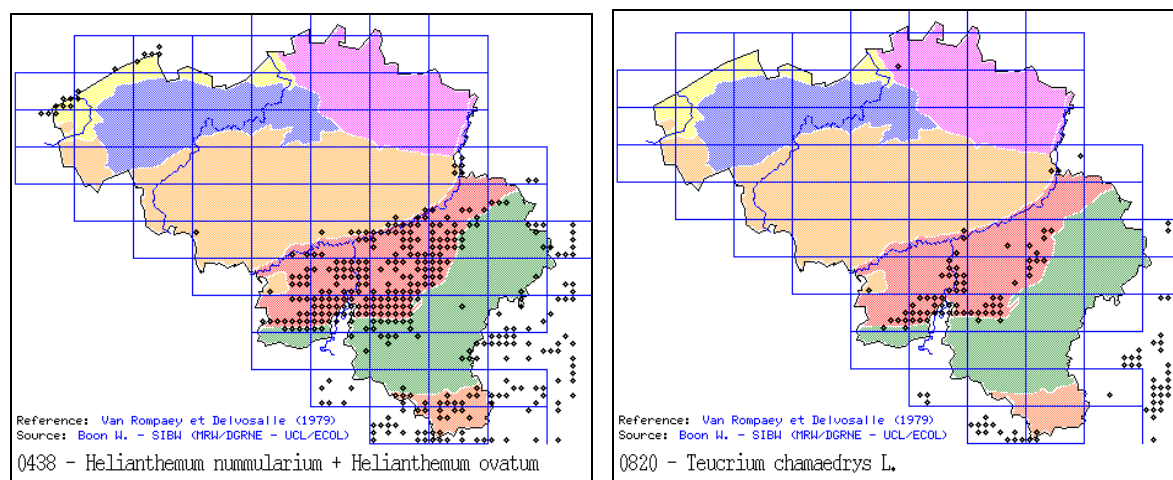 Reference: Van Rompaey et Delvosalle (1979)
Source: Boon W. - SIBW (MRW/DGRNE - UCL/ECOL)
0438 - Helianthemum nummularium + Helianthemum ovatum
Reference: Van Rompaey et Delvosalle (1979)
Source: Boon W. - SIBW (MRW/DGRNE - UCL/ECOL)
0820 - Teucrium chamaedrys L.